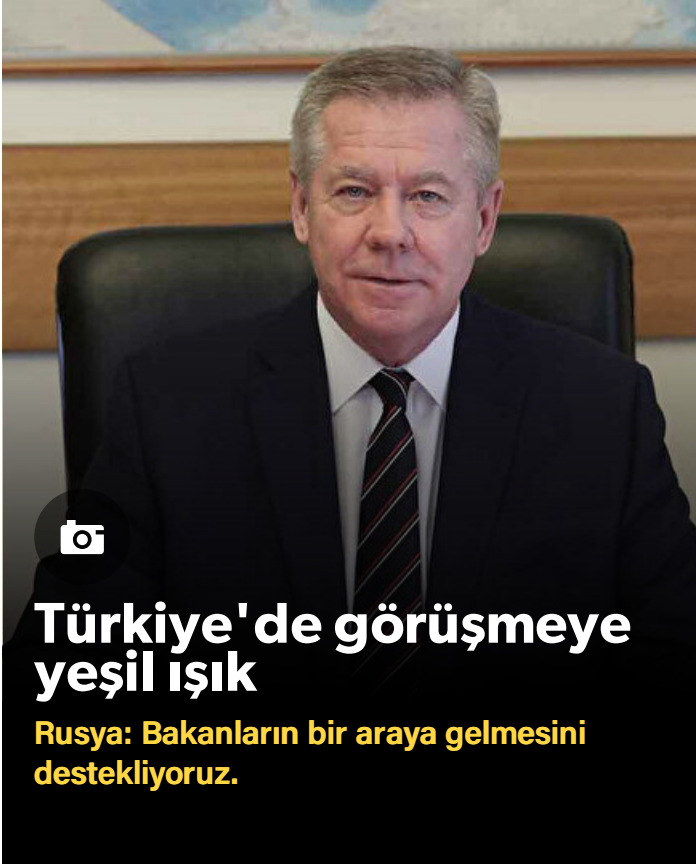 Türkiye'de görüşmeye
yeşil ışık
Rusya: Bakanların bir araya gelmesini
destekliyoruz.